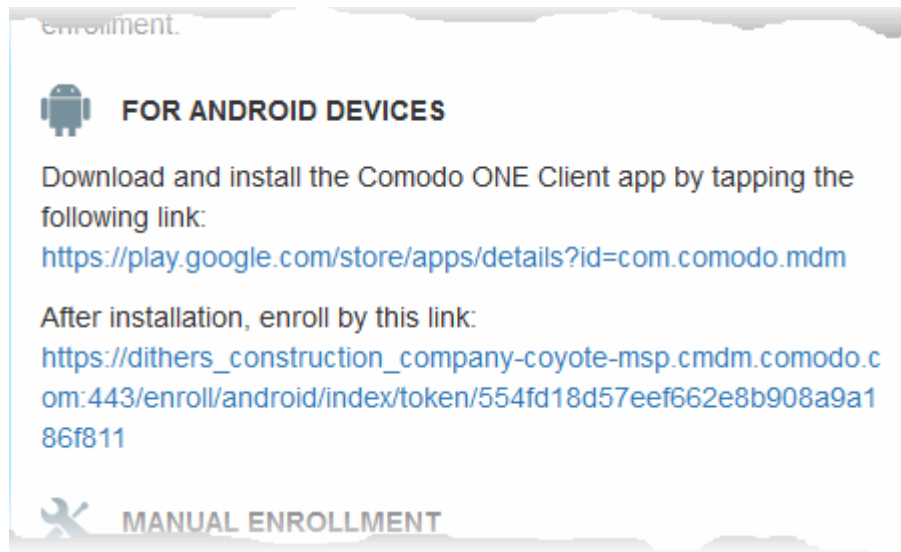 enrollment.
FOR ANDROID DEVICES
Download and install the Comodo ONE Client app by tapping the
following link:
https://play.google.com/store/apps/details?id=com.comodo.mdm
After installation, enroll by this link:
https://dithers_construction_company-coyote-msp.cmdm.comodo.c
om:443/enroll/android/index/token/554fd18d57eef662e8b908a9a1
86f811
MANUAL ENROLLMENT